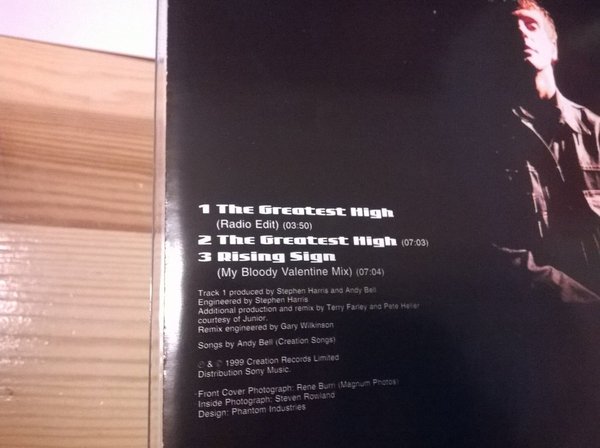 1 The Greatest High
(Radio Edit) (03:50)
2 The Greatest High (07:03)
3 Rising Sign
(My Bloody Valentine Mix) (07:04)
Track 1 produced by Stephen Harris and Andy Bell
Engineered by Stephen Harris
Additional production and remix by Terry Farley and Pete Heller
courtesy of Junior.
Remix engineered by Gary Wilkinson
Songs by Andy Bell (Creation Songs)
℗ & © 1999 Creation Records Limited
Distribution Sony Music.
Front Cover Photograph: Rene Burri (Magnum Photos)
Inside Photograph: Steven Rowland
Design: Phantom Industries